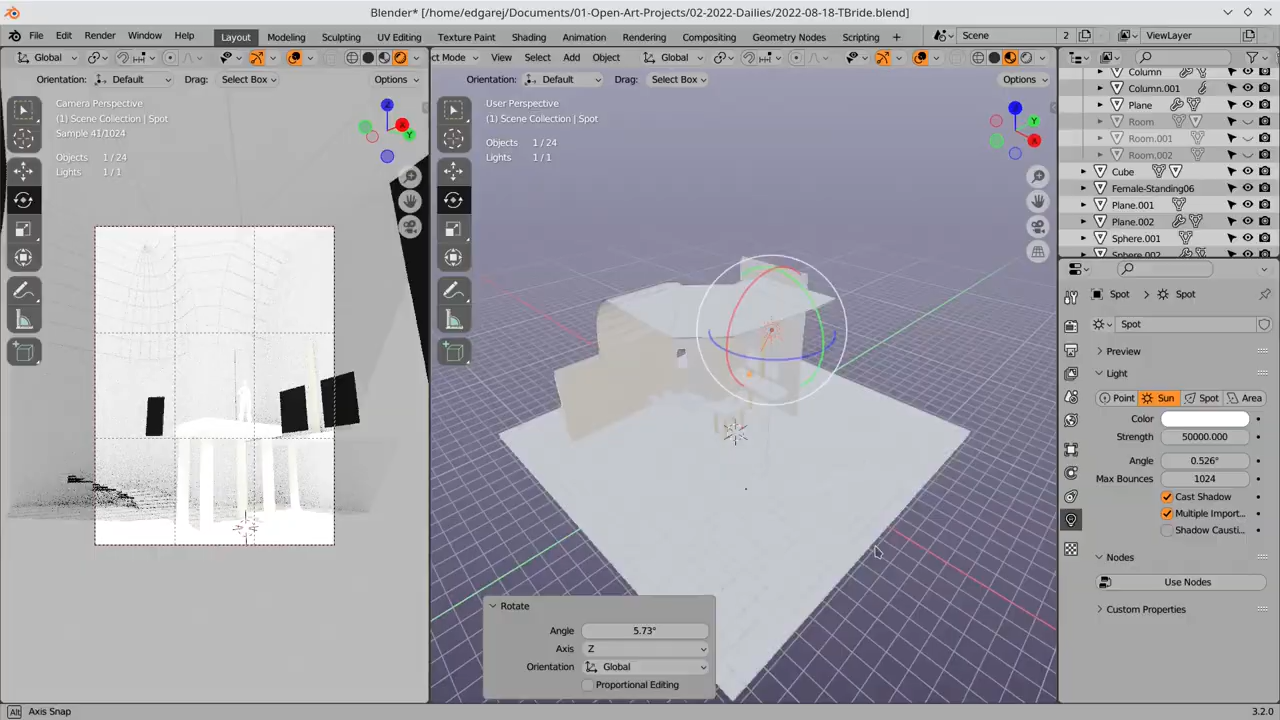 Blender* [/home/edgarej/Documents/01-Open-Art-Projects/02-2022-Dailies/2022-08-18-TBride.blend]
File Edit Render Window Help Layout Modeling Sculpting UV Editing Texture Paint Shading Animation Rendering Compositing Geometry Nodes Scripting + Scene 2 ViewLayer
Global
ct Mode View Select Add Object Global
Orientation: Default Drag: Select Box Options
Orientation: Default Drag: Select Box Options
Camera Perspective
(1) Scene Collection | Spot
Sample 41/1024
Objects 1 / 24
Lights 1 / 1
Z
X
Y
User Perspective
(1) Scene Collection | Spot
Objects 1 / 24
Lights 1 / 1
Z
Y
X
Column
Column.001
Plane
Room
Room.001
Room.002
Cube
Female-Standing06
Plane.001
Plane.002
Sphere.001
Sphere.002
Spot > Spot
Spot
Preview
Light
Point Sun Spot Area
Color
Strength 50000.000
Angle 0.526°
Max Bounces 1024
Cast Shadow
Multiple Import...
Shadow Causti...
Nodes
Use Nodes
Custom Properties
Rotate
Angle 5.73°
Axis Z
Orientation Global
Proportional Editing
Alt Axis Snap
3.2.0